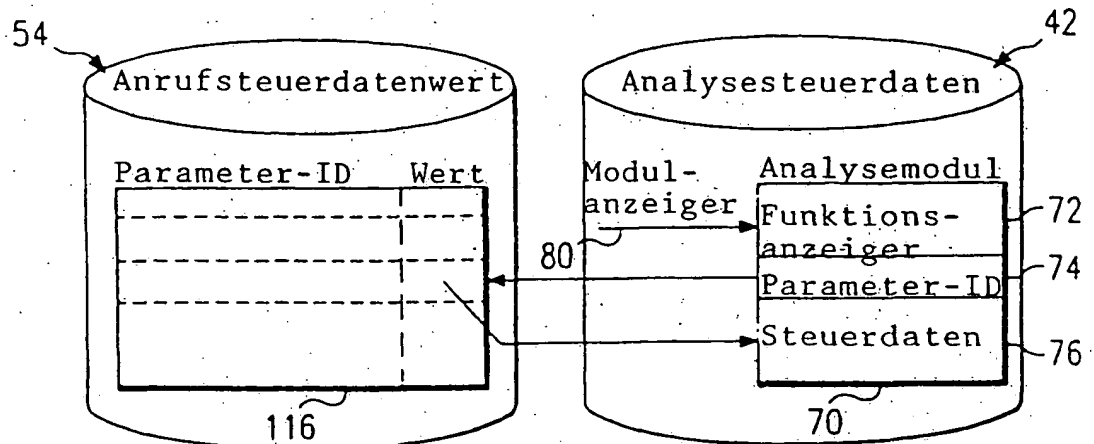 54
42
Anrufsteuerdatenwert
Analysesteuerdaten
Parameter-ID Wert
Modul-
anzeiger
80
Analysemodul
Funktions-
anzeiger
72
Parameter-ID
74
Steuerdaten
76
116
70